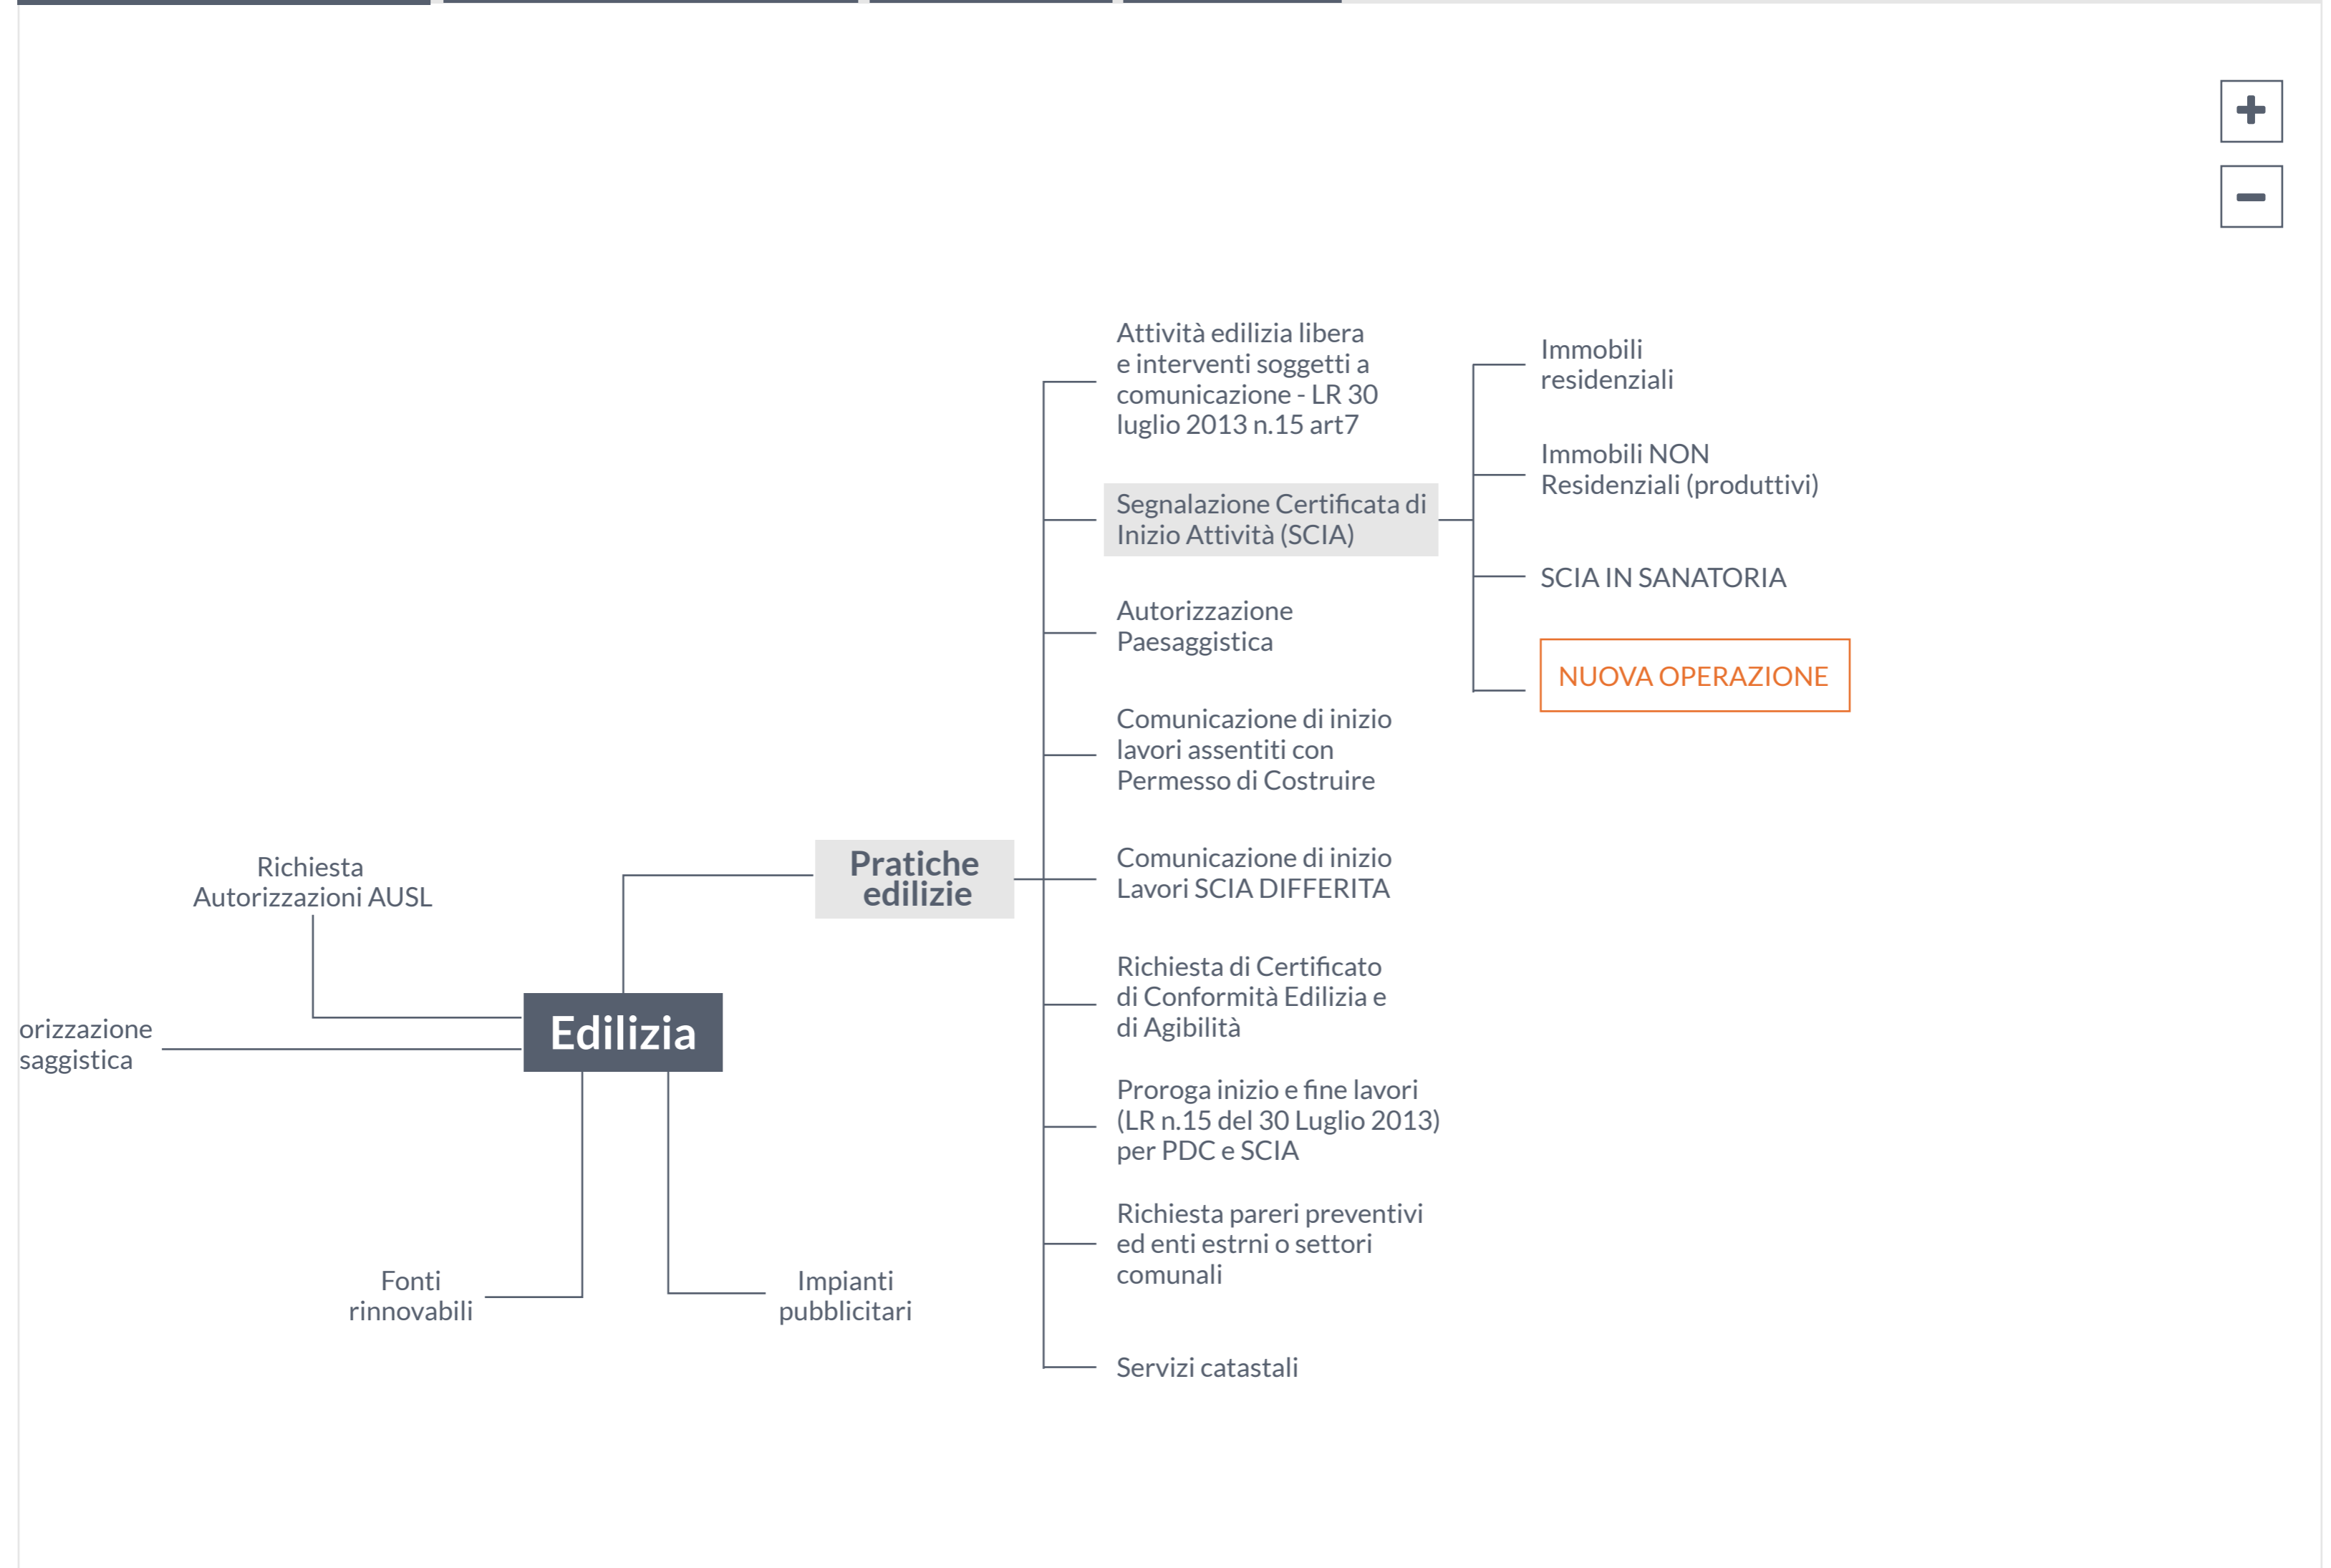 Attività edilizia libera
e interventi soggetti a
comunicazione - LR 30
luglio 2013 n.15 art7
Immobili
residenziali
Immobili NON
Residenziali (produttivi)
Segnalazione Certificata di
Inizio Attività (SCIA)
SCIA IN SANATORIA
Autorizzazione
Paesaggistica
NUOVA OPERAZIONE
Comunicazione di inizio
lavori assentiti con
Permesso di Costruire
Pratiche
edilizie
Comunicazione di inizio
Lavori SCIA DIFFERITA
Richiesta
Autorizzazioni AUSL
Richiesta di Certificato
di Conformità Edilizia e
di Agibilità
orizzazione
saggistica
Edilizia
Proroga inizio e fine lavori
(LR n.15 del 30 Luglio 2013)
per PDC e SCIA
Richiesta pareri preventivi
ed enti estrni o settori
comunali
Fonti
rinnovabili
Impianti
pubblicitari
Servizi catastali